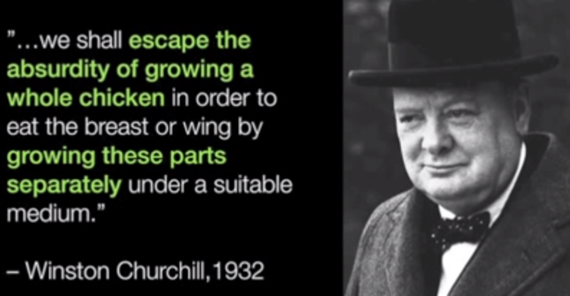 ”...we shall escape the
absurdity of growing a
whole chicken in order to
eat the breast or wing by
growing these parts
separately under a suitable
medium.”
– Winston Churchill,1932